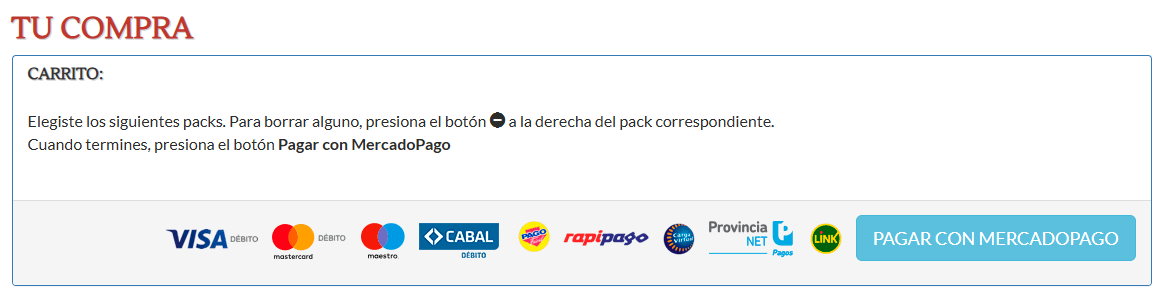 TU COMPRA
CARRITO:
Elegiste los siguientes packs. Para borrar alguno, presiona el botón a la derecha del pack correspondiente.
Cuando termines, presiona el botón Pagar con MercadoPago
VISA DÉBITO mastercard DÉBITO maestro CABAL DÉBITO PAGO FACIL rapipago Carga Virtual Provincia NET Pagos LINK PAGAR CON MERCADOPAGO